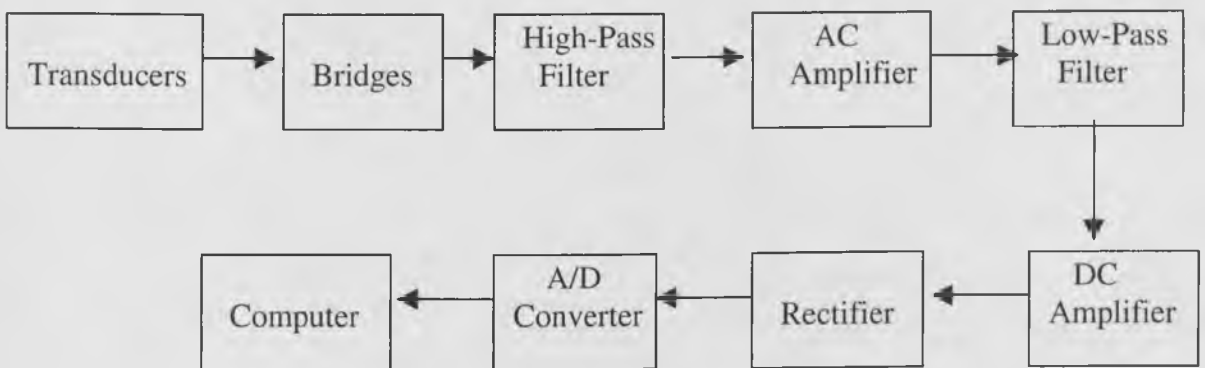 Transducers
Bridges
High-Pass
Filter
AC
Amplifier
Low-Pass
Filter
DC
Amplifier
Rectifier
A/D
Converter
Computer